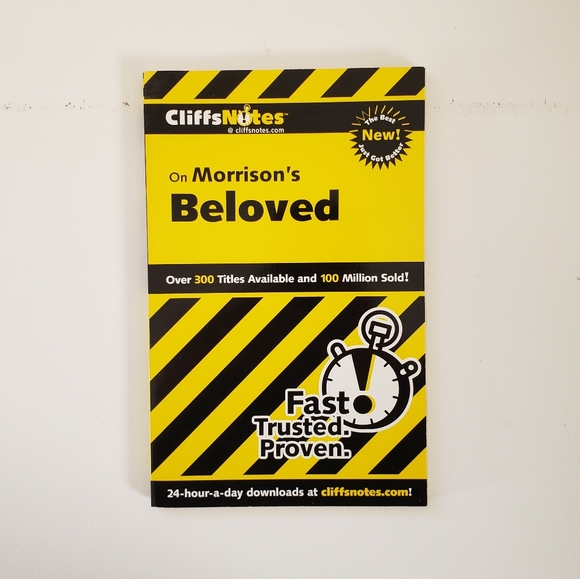 CliffsNotes™
@ cliffsnotes.com
The Best
New!
Just Got Better
On Morrison's
Beloved
Over 300 Titles Available and 100 Million Sold!
Fast.
Trusted.
Proven.
24-hour-a-day downloads at cliffsnotes.com!